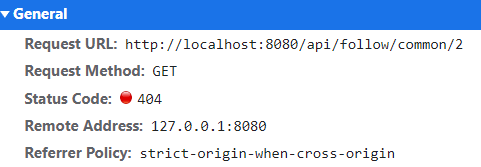 General
Request URL: http://localhost:8080/api/follow/common/2
Request Method: GET
Status Code: 404
Remote Address: 127.0.0.1:8080
Referrer Policy: strict-origin-when-cross-origin